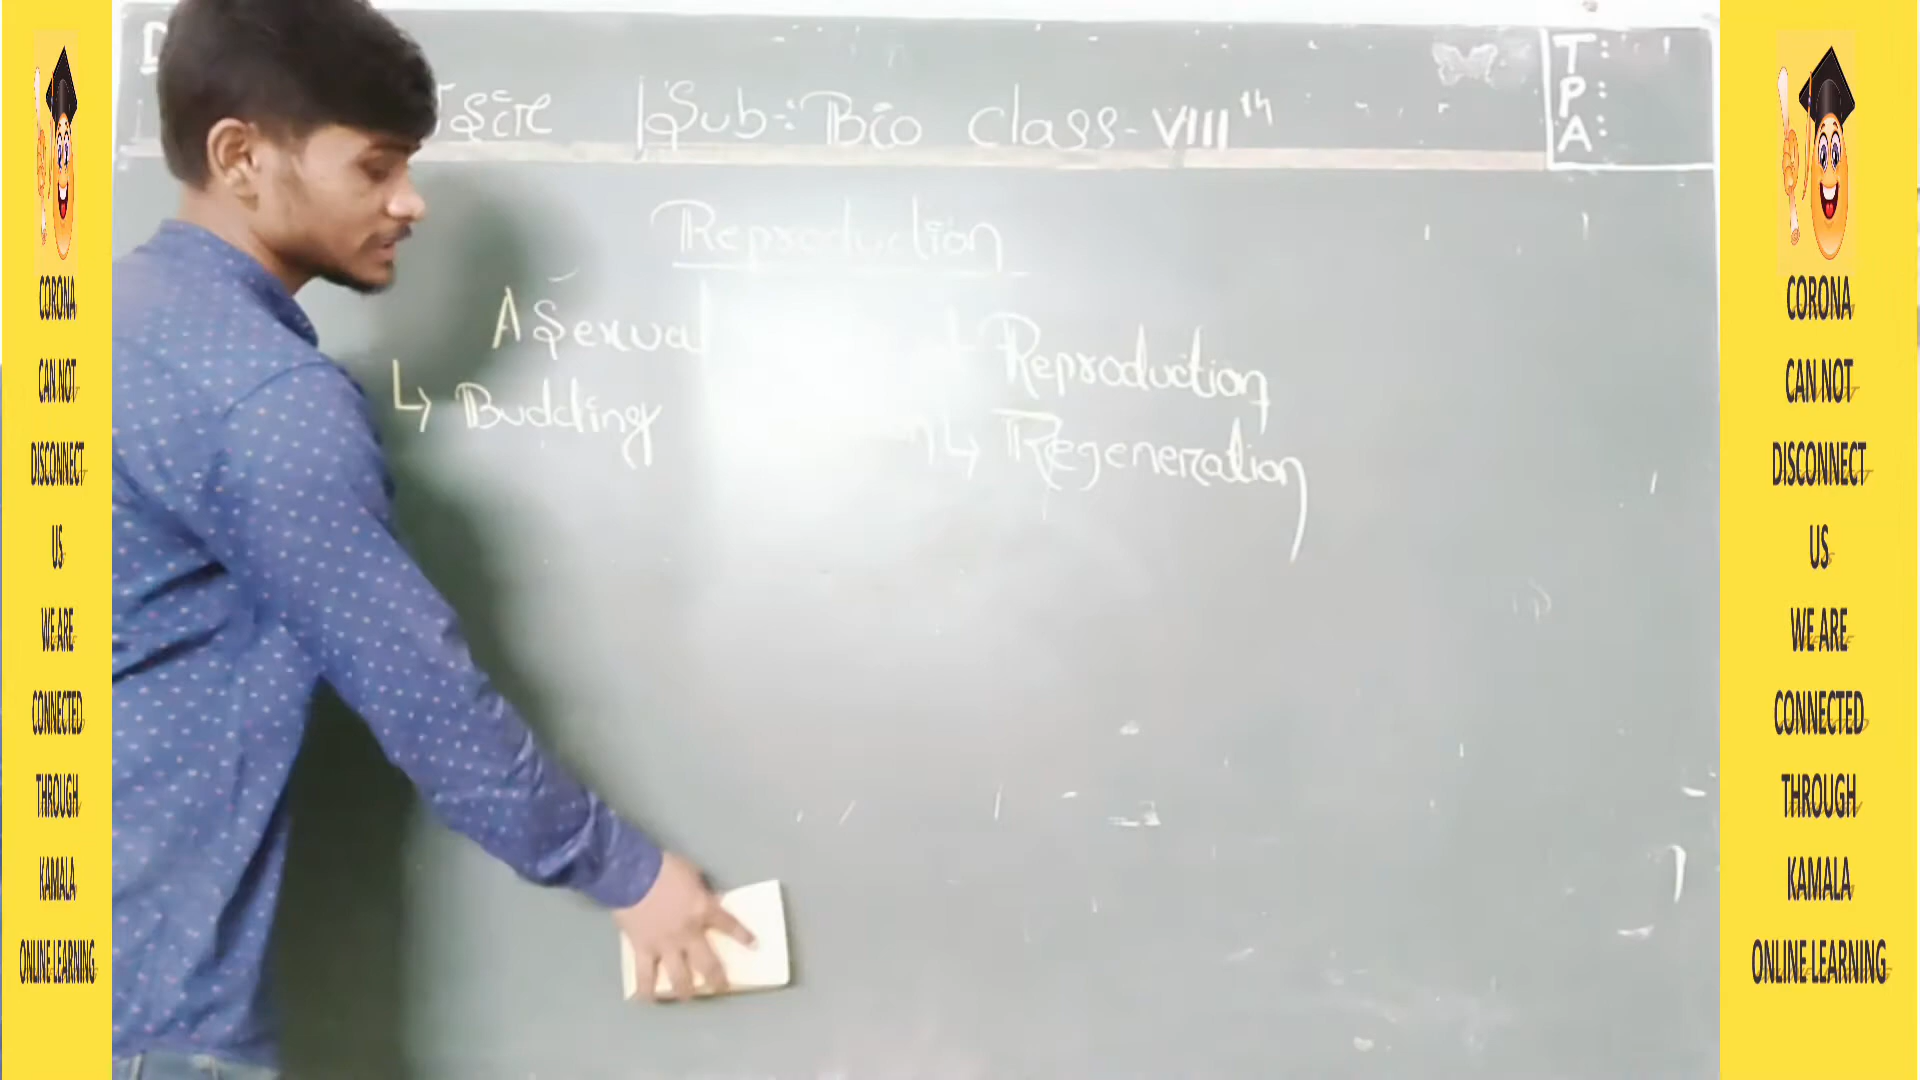 CORONA
CAN NOT
DISCONNECT
US
WE ARE
CONNECTED
THROUGH
KAMALA
ONLINE LEARNING
Sub-: Bio Class- VIIIth
T:
P:
A:
Reproduction
Asexual Reproduction
↳ Budding ↳ Regeneration
CORONA
CAN NOT
DISCONNECT
US
WE ARE
CONNECTED
THROUGH
KAMALA
ONLINE LEARNING